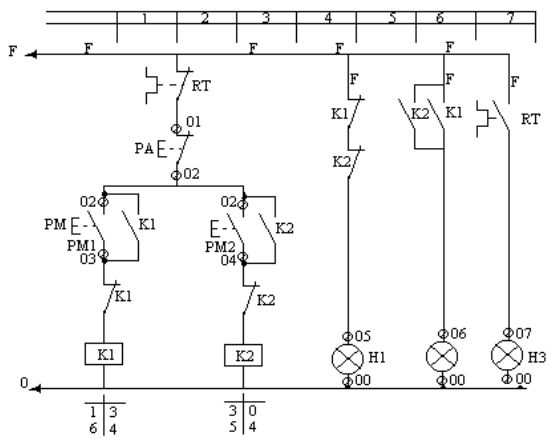 1 2 3 4 5 6 7
F F F F F F
F F F
RT
K1 K2 K1 RT
01
PA
K2
02
02 02
PM K1 K2
PM1 PM2
03 04
K1 K2
05 06 07
K1 K2 H1 H3
00 00 00
0
1 3 3 0
6 4 5 4